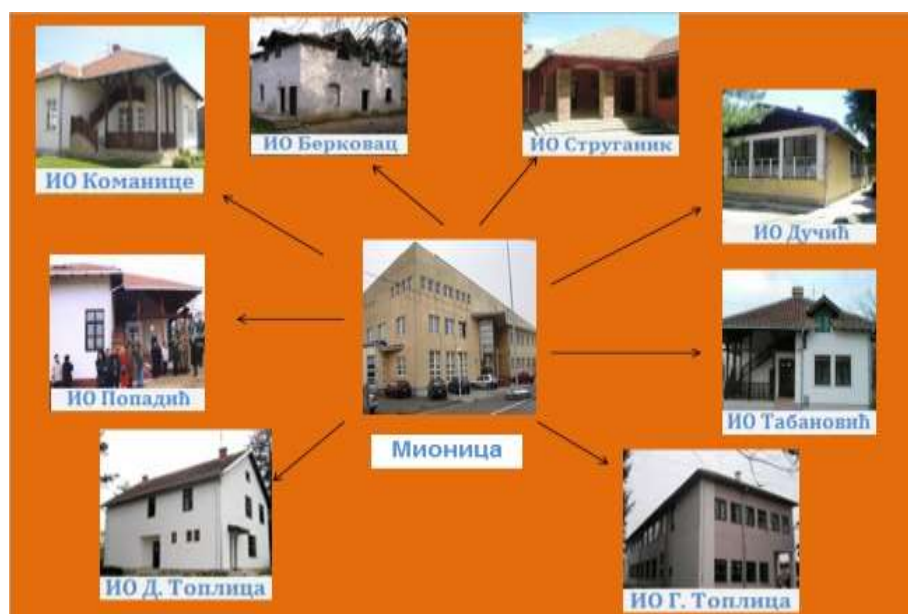 ИО Команице
ИО Берковац
ИО Струганик
ИО Дучић
ИО Попадић
Мионица
ИО Табановић
ИО Д. Топлица
ИО Г. Топлица